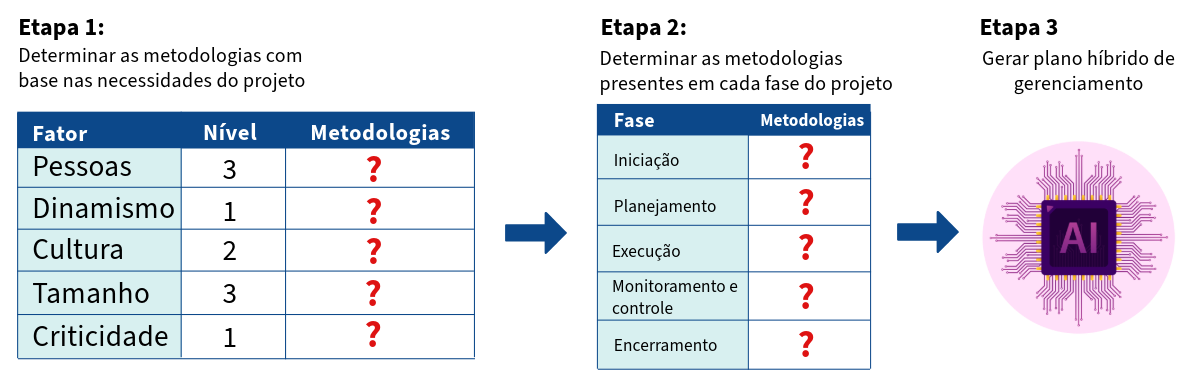 Etapa 1:
Determinar as metodologias com
base nas necessidades do projeto
Fator Nível Metodologias
Pessoas 3 ?
Dinamismo 1 ?
Cultura 2 ?
Tamanho 3 ?
Criticidade 1 ?
Etapa 2:
Determinar as metodologias
presentes em cada fase do projeto
Fase Metodologias
Iniciação ?
Planejamento ?
Execução ?
Monitoramento e
controle ?
Encerramento ?
Etapa 3
Gerar plano híbrido de
gerenciamento
AI